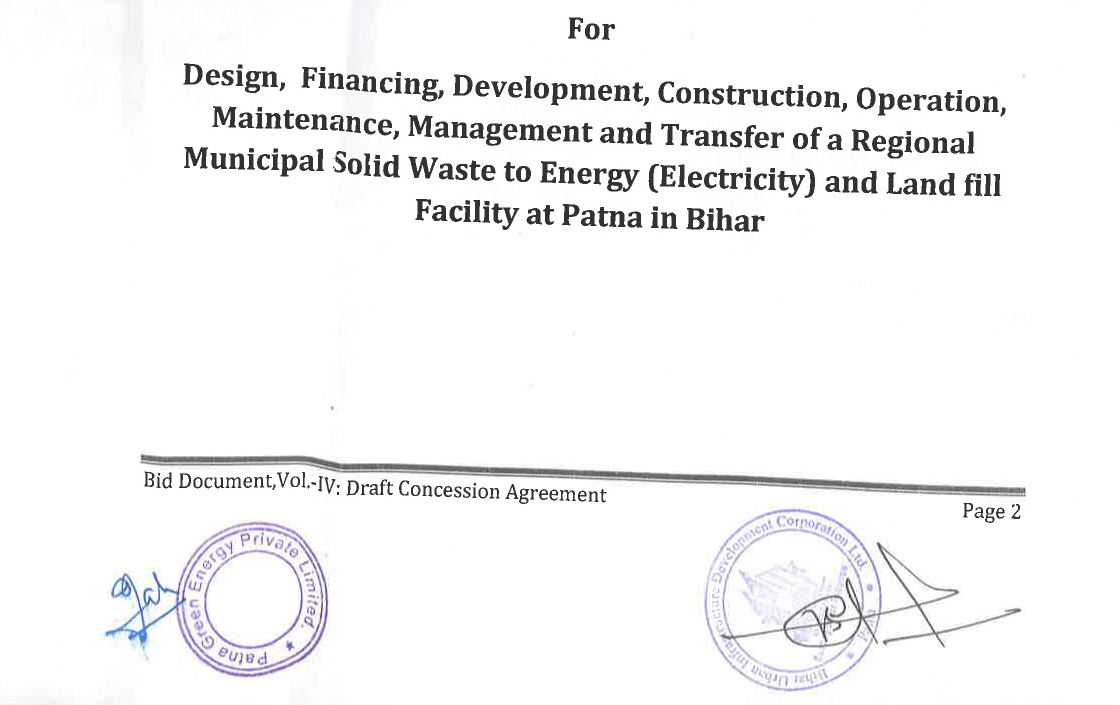 For
Design, Financing, Development, Construction, Operation,
Maintenance, Management and Transfer of a Regional
Municipal Solid Waste to Energy (Electricity) and Land fill
Facility at Patna in Bihar
Bid Document,Vol.-IV: Draft Concession Agreement
Page 2
Patna Green Energy Private Limited.
Bihar Urban Infrastructure Development Corporation Ltd.